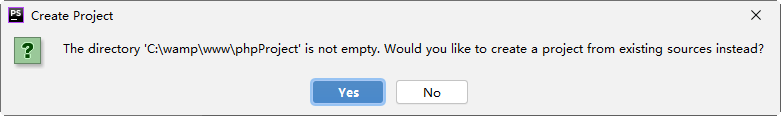 PS Create Project
The directory 'C:\wamp\www\phpProject' is not empty. Would you like to create a project from existing sources instead?
?
Yes No